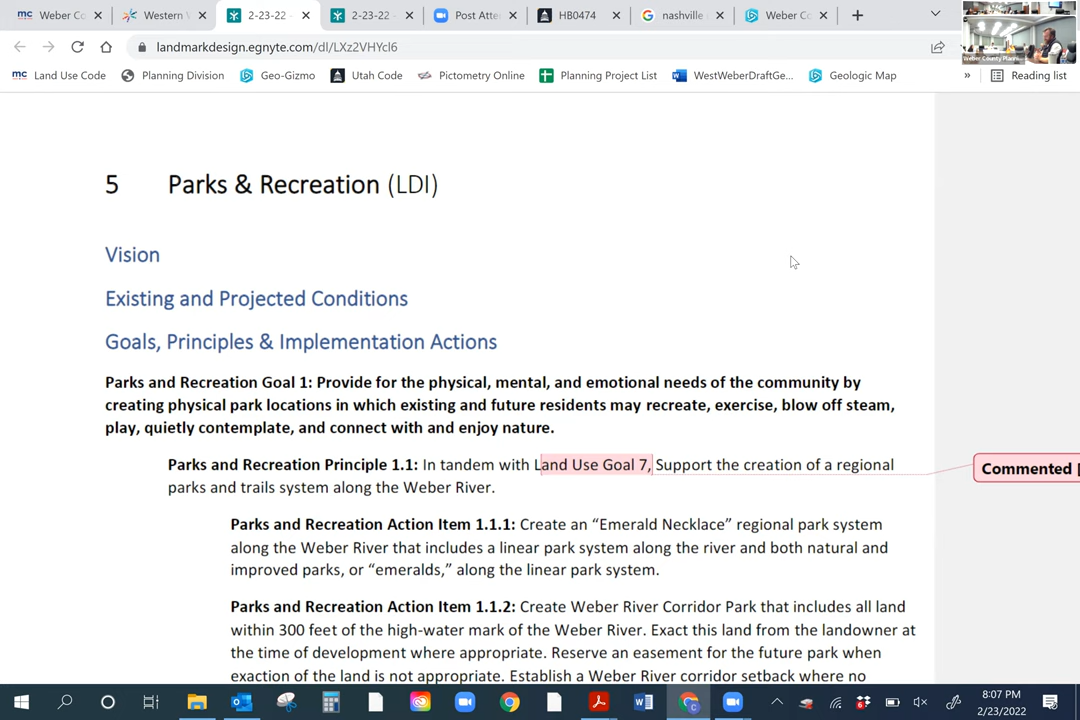 mc Weber Co
Western V
2-23-22 -
2-23-22 -
Post Atte
HB0474
G nashville
Weber Co
landmarkdesign.egnyte.com/dl/LXz2VHYcl6
mc Land Use Code
Planning Division
Geo-Gizmo
Utah Code
Pictometry Online
Planning Project List
WestWeberDraftGe...
Geologic Map
»
Reading list
Weber County Planni
5 Parks & Recreation (LDI)
Vision
Existing and Projected Conditions
Goals, Principles & Implementation Actions
Parks and Recreation Goal 1: Provide for the physical, mental, and emotional needs of the community by
creating physical park locations in which existing and future residents may recreate, exercise, blow off steam,
play, quietly contemplate, and connect with and enjoy nature.
Parks and Recreation Principle 1.1: In tandem with Land Use Goal 7, Support the creation of a regional
parks and trails system along the Weber River.
Commented [
Parks and Recreation Action Item 1.1.1: Create an “Emerald Necklace” regional park system
along the Weber River that includes a linear park system along the river and both natural and
improved parks, or “emeralds,” along the linear park system.
Parks and Recreation Action Item 1.1.2: Create Weber River Corridor Park that includes all land
within 300 feet of the high-water mark of the Weber River. Exact this land from the landowner at
the time of development where appropriate. Reserve an easement for the future park when
exaction of the land is not appropriate. Establish a Weber River corridor setback where no
8:07 PM
2/23/2022